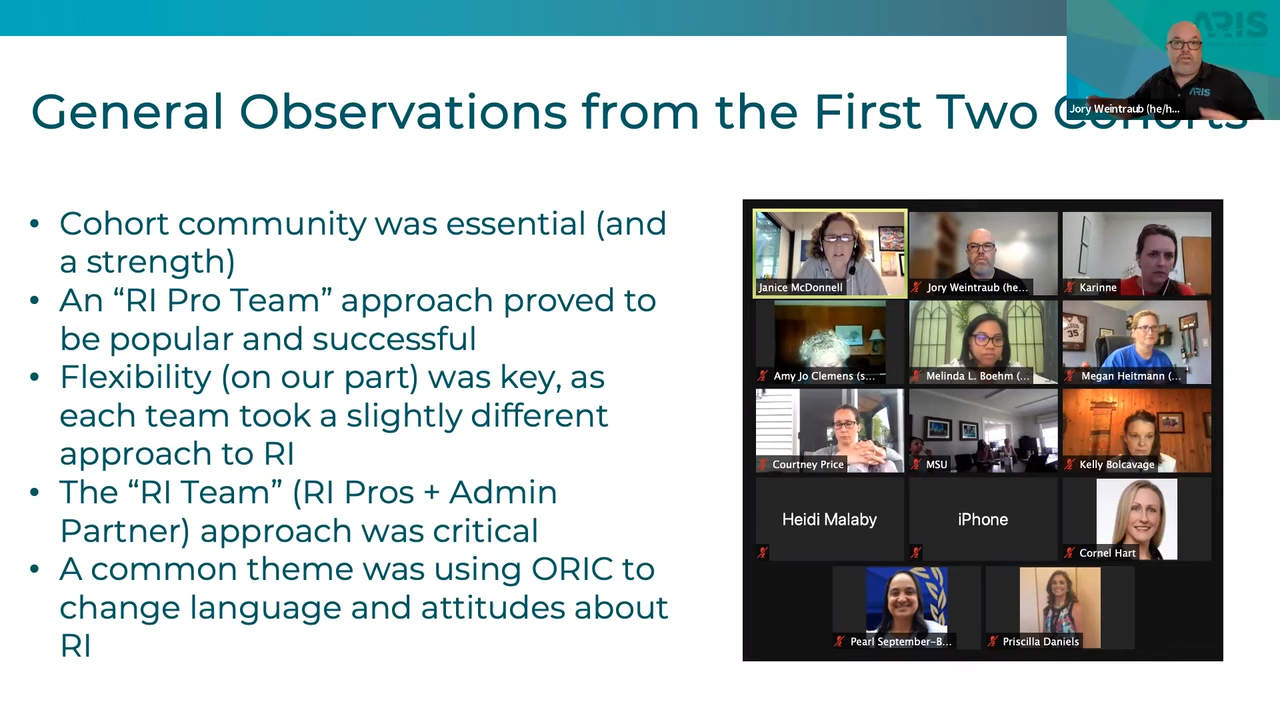 ARIS
ARIS
Jory Weintraub (he/h...
General Observations from the First Two Cohorts
• Cohort community was essential (and
a strength)
• An “RI Pro Team” approach proved to
be popular and successful
• Flexibility (on our part) was key, as
each team took a slightly different
approach to RI
• The “RI Team” (RI Pros + Admin
Partner) approach was critical
• A common theme was using ORIC to
change language and attitudes about
RI
Janice McDonnell
Jory Weintraub (he...
Karinne
35
Amy Jo Clemens (s...
Melinda L. Boehm (...
Megan Heitmann (...
Courtney Price
MSU
Kelly Bolcavage
Heidi Malaby
iPhone
Cornel Hart
Pearl September-B...
Priscilla Daniels